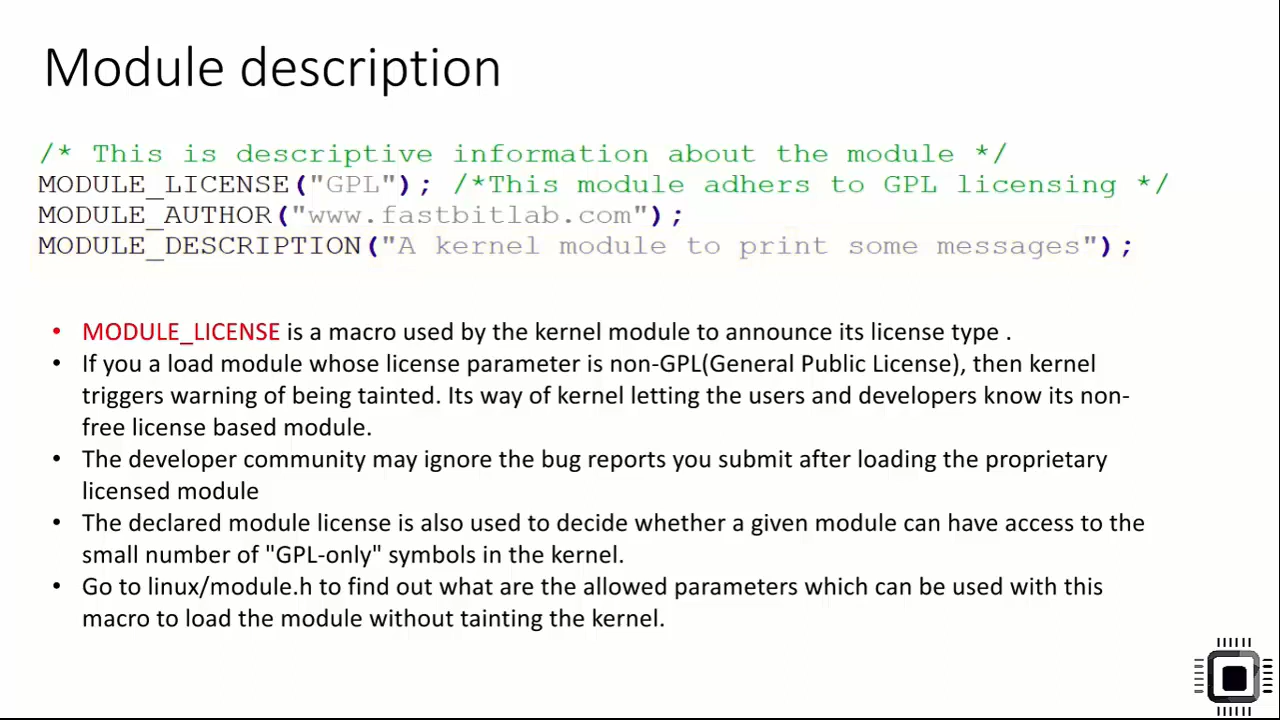 Module description
/* This is descriptive information about the module */
MODULE_LICENSE("GPL"); /*This module adhers to GPL licensing */
MODULE_AUTHOR("www.fastbitlab.com");
MODULE_DESCRIPTION("A kernel module to print some messages");
• MODULE_LICENSE is a macro used by the kernel module to announce its license type .
• If you a load module whose license parameter is non-GPL(General Public License), then kernel
triggers warning of being tainted. Its way of kernel letting the users and developers know its non-
free license based module.
• The developer community may ignore the bug reports you submit after loading the proprietary
licensed module
• The declared module license is also used to decide whether a given module can have access to the
small number of "GPL-only" symbols in the kernel.
• Go to linux/module.h to find out what are the allowed parameters which can be used with this
macro to load the module without tainting the kernel.